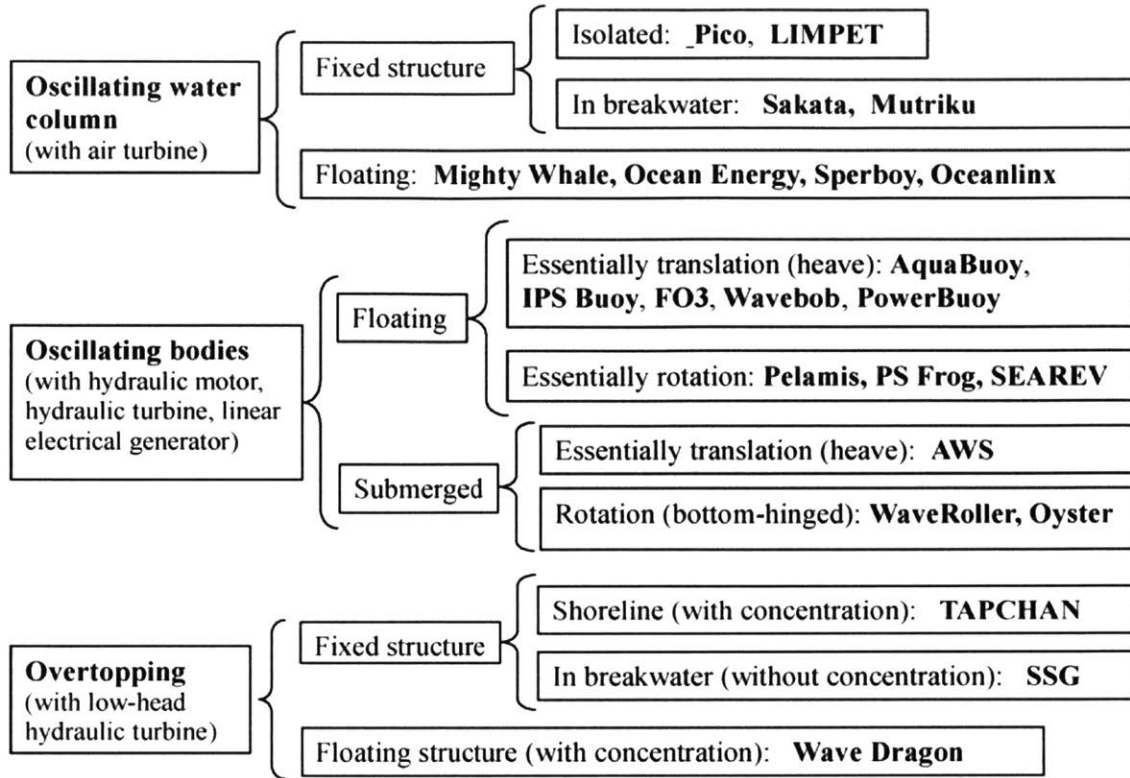 Oscillating water
column
(with air turbine)
Fixed structure
Isolated: _Pico, LIMPET
In breakwater: Sakata, Mutriku
Floating: Mighty Whale, Ocean Energy, Sperboy, Oceanlinx
Oscillating bodies
(with hydraulic motor,
hydraulic turbine, linear
electrical generator)
Floating
Essentially translation (heave): AquaBuoy,
IPS Buoy, FO3, Wavebob, PowerBuoy
Essentially rotation: Pelamis, PS Frog, SEAREV
Submerged
Essentially translation (heave): AWS
Rotation (bottom-hinged): WaveRoller, Oyster
Overtopping
(with low-head
hydraulic turbine)
Fixed structure
Shoreline (with concentration): TAPCHAN
In breakwater (without concentration): SSG
Floating structure (with concentration): Wave Dragon